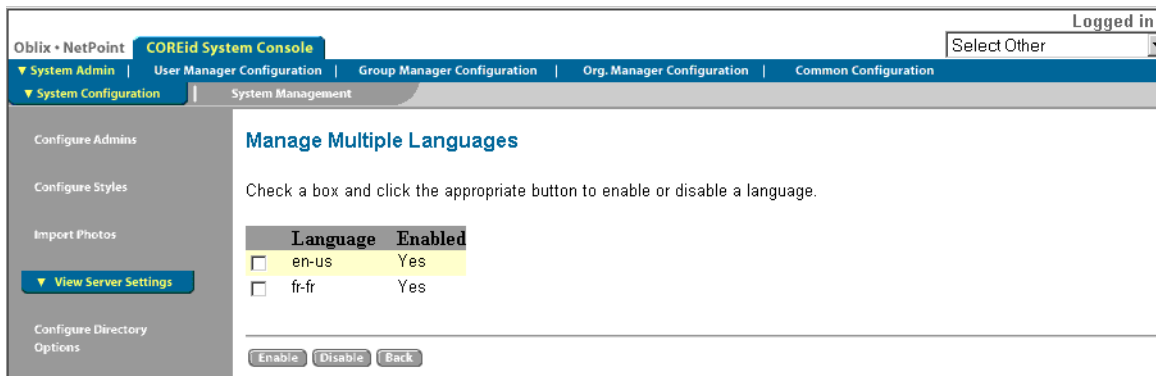 Logged in
Oblix • NetPoint COREid System Console Select Other
▼ System Admin | User Manager Configuration | Group Manager Configuration | Org. Manager Configuration | Common Configuration
▼ System Configuration | System Management
Configure Admins
Configure Styles
Import Photos
▼ View Server Settings
Configure Directory
Options
Manage Multiple Languages
Check a box and click the appropriate button to enable or disable a language.
Language Enabled
en-us Yes
fr-fr Yes
Enable Disable Back